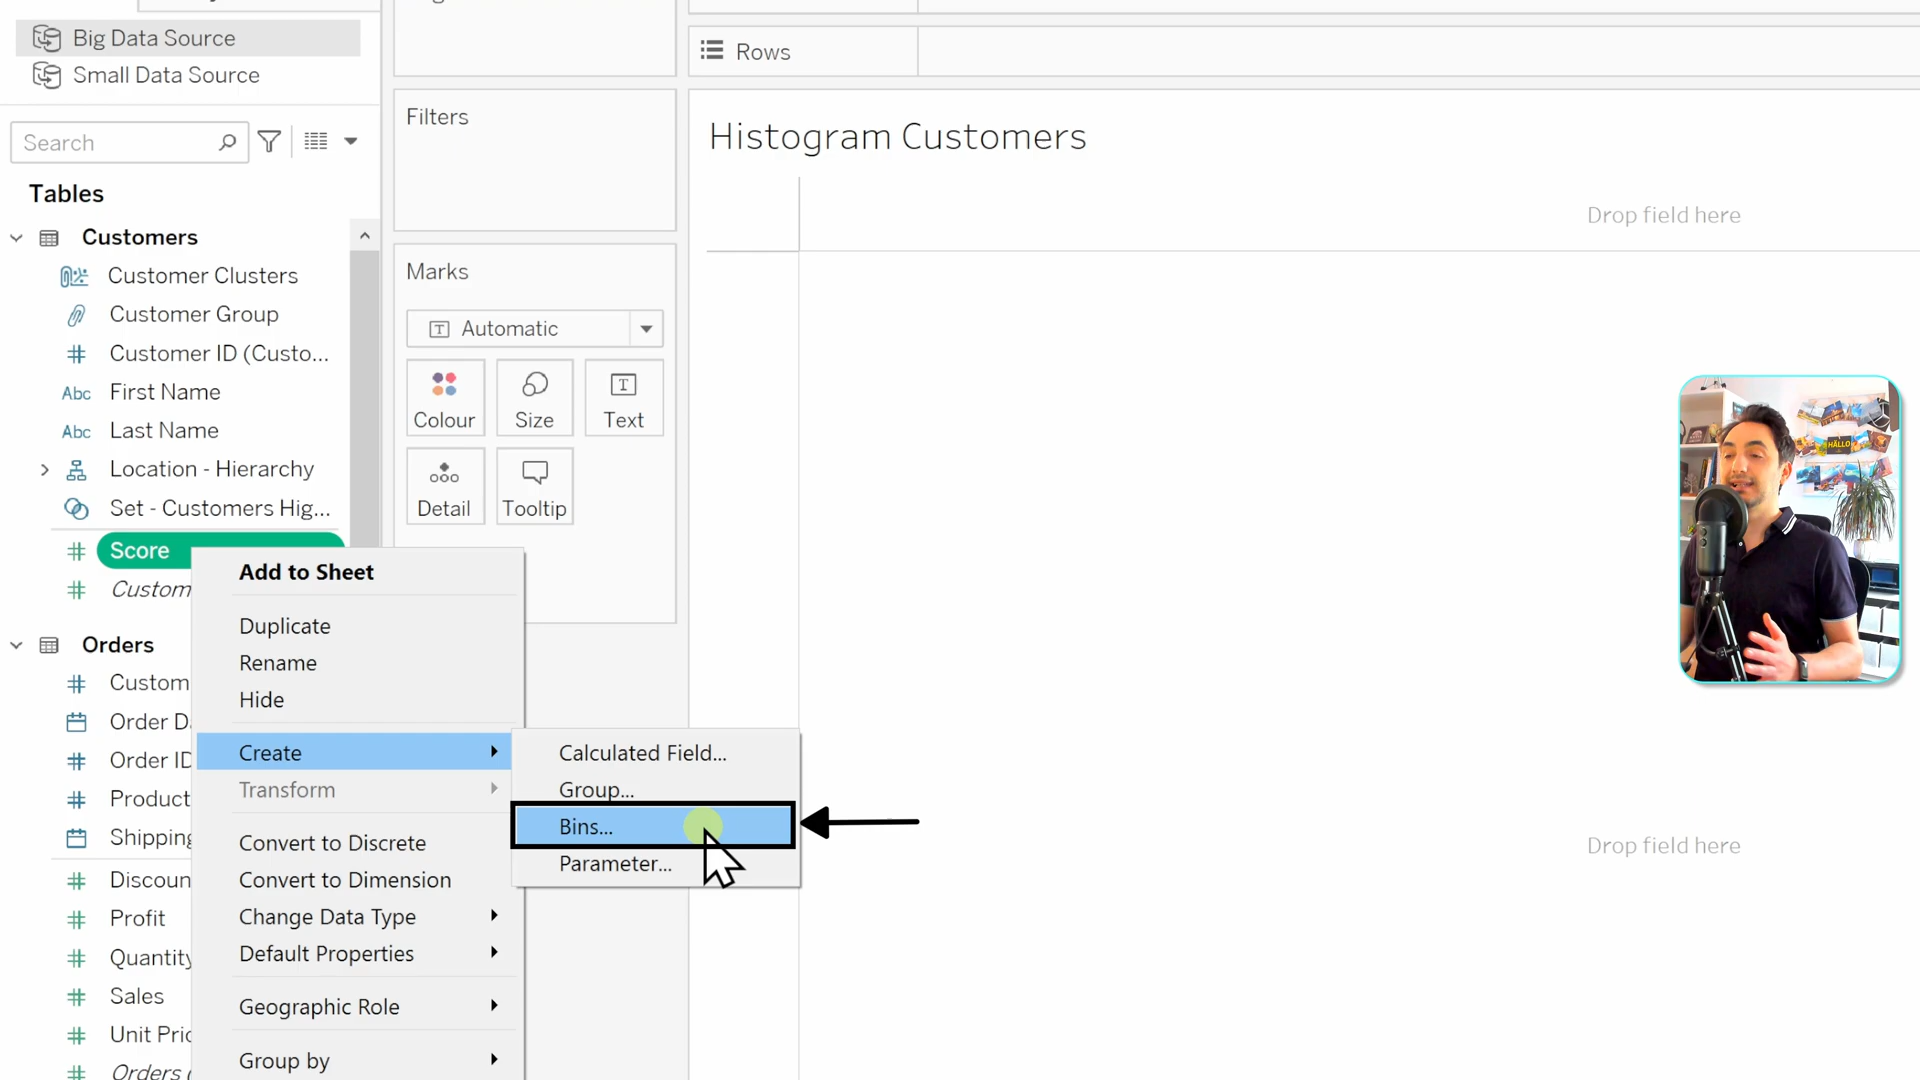 Big Data Source
Small Data Source
Search
Tables
Customers
Customer Clusters
Customer Group
Customer ID (Custo...
Abc First Name
Abc Last Name
Location - Hierarchy
Set - Customers Hig...
Score
Custom
Orders
Custom
Order D
Order ID
Product
Shipping
Discoun
Profit
Quantity
Sales
Unit Pric
Orders (
Add to Sheet
Duplicate
Rename
Hide
Create
Transform
Convert to Discrete
Convert to Dimension
Change Data Type
Default Properties
Geographic Role
Group by
Calculated Field...
Group...
Bins...
Parameter...
Filters
Marks
T Automatic
Colour
Size
T
Text
Detail
Tooltip
Rows
Histogram Customers
Drop field here
Drop field here
HALLO